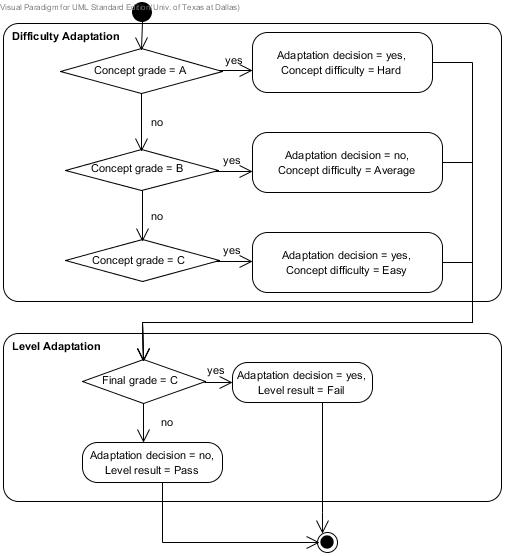 Visual Paradigm for UML Standard Edition(Univ. of Texas at Dallas)
Difficulty Adaptation
Concept grade = A
yes
Adaptation decision = yes,
Concept difficulty = Hard
no
Concept grade = B
yes
Adaptation decision = no,
Concept difficulty = Average
no
Concept grade = C
yes
Adaptation decision = yes,
Concept difficulty = Easy
Level Adaptation
Final grade = C
yes
Adaptation decision = yes,
Level result = Fail
no
Adaptation decision = no,
Level result = Pass